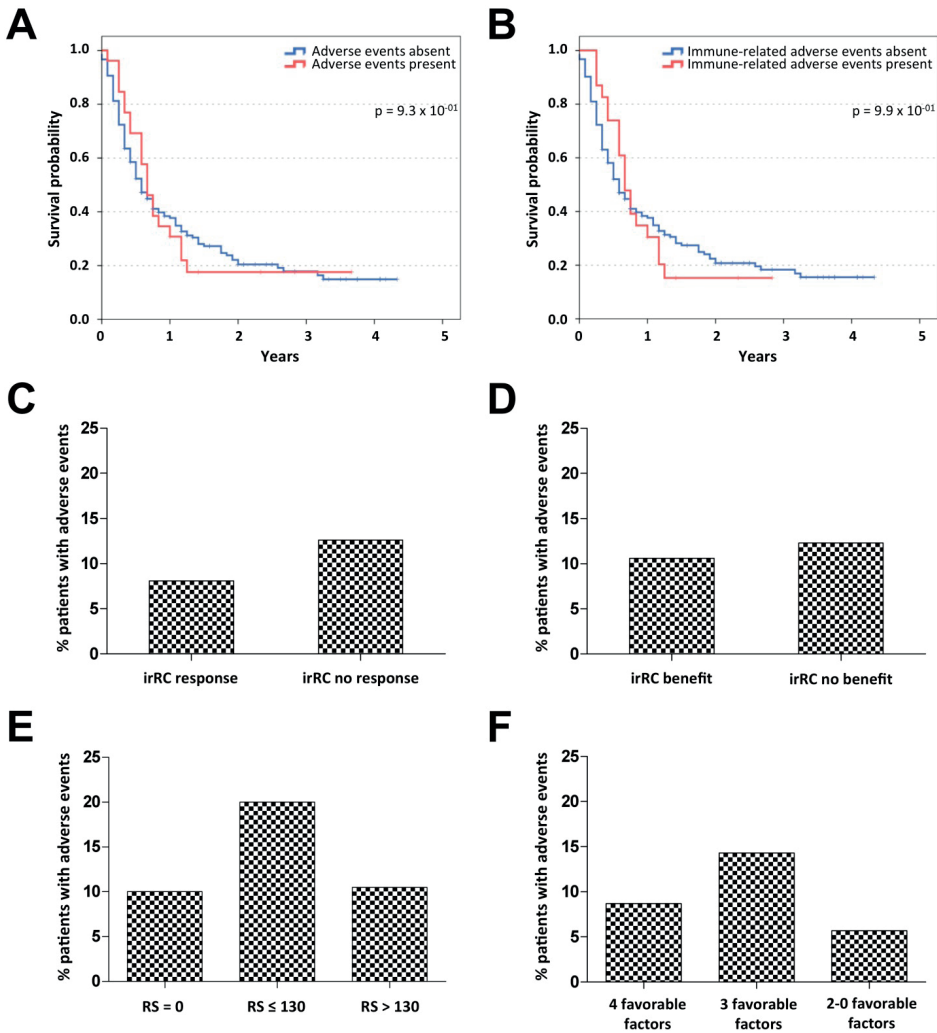 A
Adverse events absent
Adverse events present
p = 9.3 x 10⁻⁰¹
Survival probability
1.0
0.8
0.6
0.4
0.2
0.0
0
1
2
3
4
5
Years
B
Immune-related adverse events absent
Immune-related adverse events present
p = 9.9 x 10⁻⁰¹
Survival probability
1.0
0.8
0.6
0.4
0.2
0.0
0
1
2
3
4
5
Years
C
% patients with adverse events
25
20
15
10
5
0
irRC response
irRC no response
D
% patients with adverse events
25
20
15
10
5
0
irRC benefit
irRC no benefit
E
% patients with adverse events
25
20
15
10
5
0
RS = 0
RS ≤ 130
RS > 130
F
% patients with adverse events
25
20
15
10
5
0
4 favorable
factors
3 favorable
factors
2-0 favorable
factors